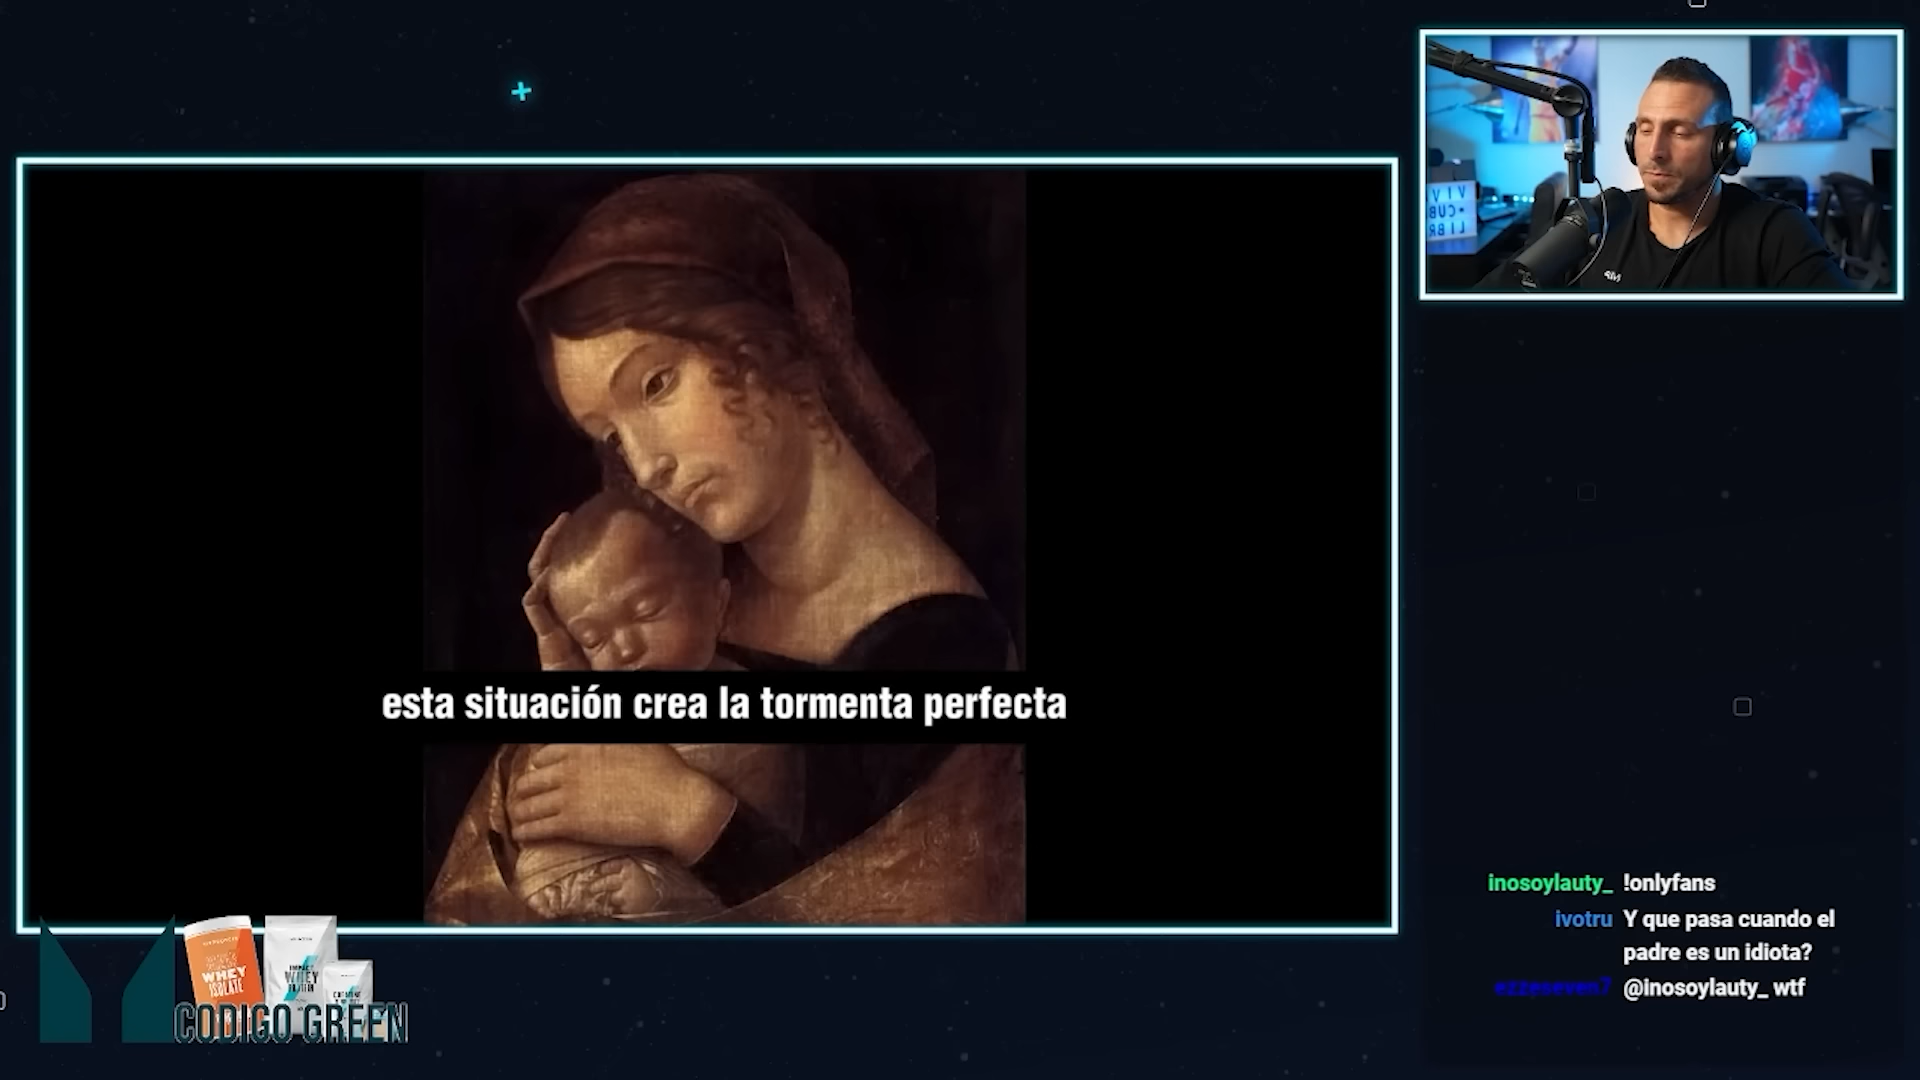 esta situación crea la tormenta perfecta
inosoylauty_ !onlyfans
ivotru Y que pasa cuando el
padre es un idiota?
ezzeseven7 @inosoylauty_ wtf
WHEY
ISOLATE
WHEY
CODIGO GREEN